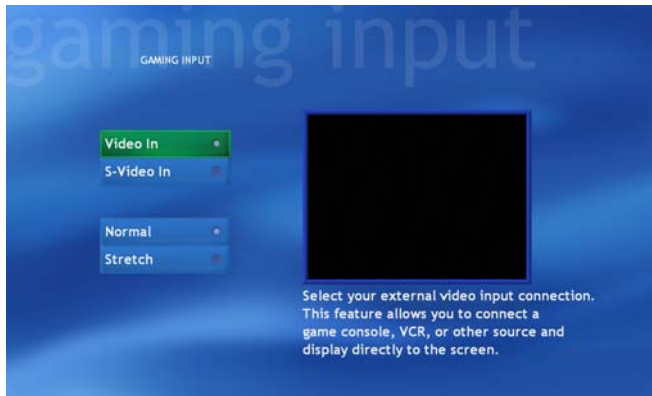 gaming input
GAMING INPUT
Video In
S-Video In
Normal
Stretch
Select your external video input connection.
This feature allows you to connect a
game console, VCR, or other source and
display directly to the screen.